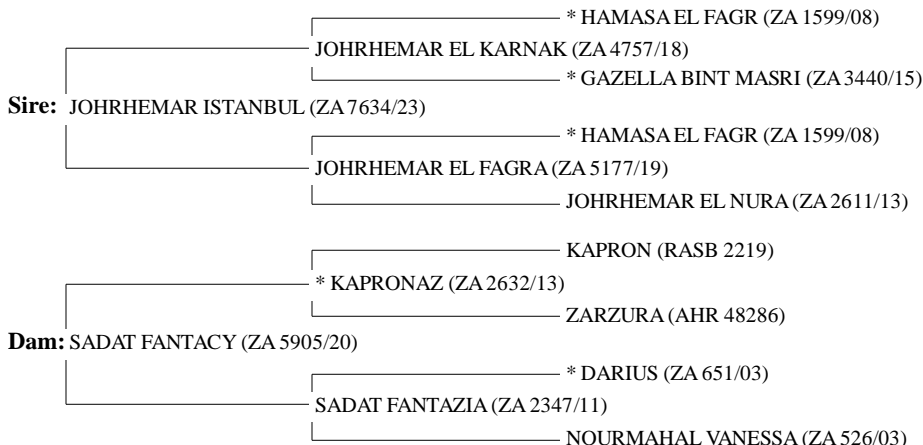 * HAMASA EL FAGR (ZA 1599/08)
JOHRHEMAR EL KARNAK (ZA 4757/18)
* GAZELLA BINT MASRI (ZA 3440/15)
Sire: JOHRHEMAR ISTANBUL (ZA 7634/23)
* HAMASA EL FAGR (ZA 1599/08)
JOHRHEMAR EL FAGRA (ZA 5177/19)
JOHRHEMAR EL NURA (ZA 2611/13)
KAPRON (RASB 2219)
* KAPRONAZ (ZA 2632/13)
ZARZURA (AHR 48286)
Dam: SADAT FANTACY (ZA 5905/20)
* DARIUS (ZA 651/03)
SADAT FANTAZIA (ZA 2347/11)
NOURMAHAL VANESSA (ZA 526/03)